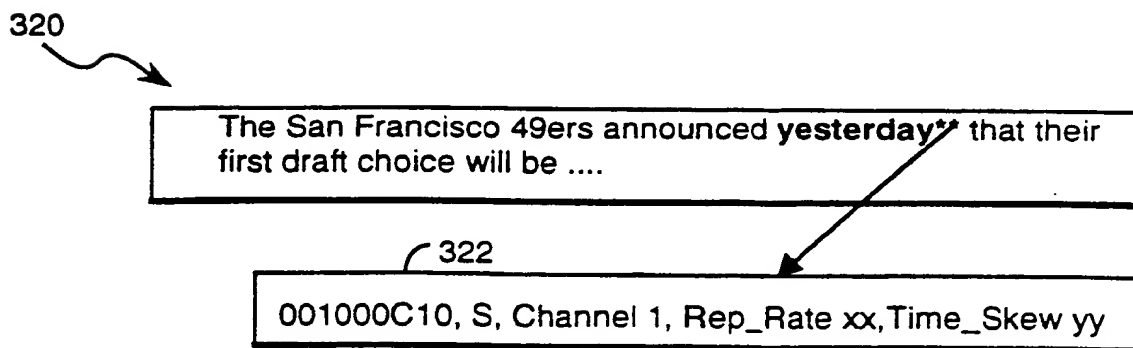 320
The San Francisco 49ers announced yesterday** that their
first draft choice will be ....
322
001000C10, S, Channel 1, Rep_Rate xx,Time_Skew yy